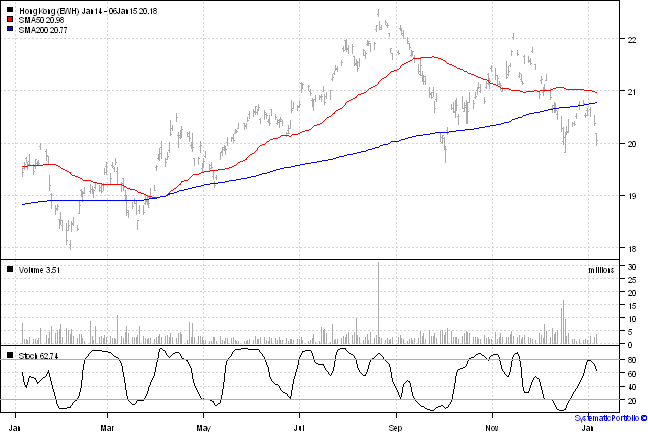 Hong Kong (EWH) Jan14 - 06Jan15 20.18
SMA50 20.98
SMA200 20.77
22
21
20
19
18
Volume 3.51
millions
30
25
20
15
10
5
0
Stoch 62.74
80
60
40
20
Jan
Mar
May
Jul
Sep
Nov
Jan
SystematicPortfolio ©